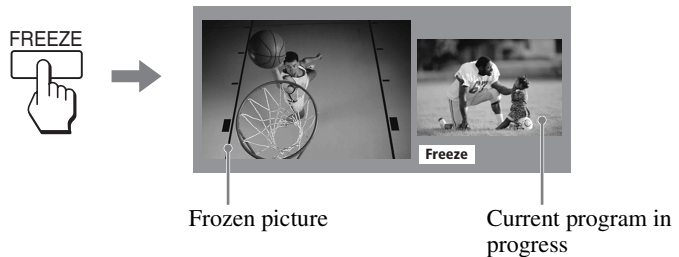 FREEZE
Freeze
Frozen picture
Current program in
progress